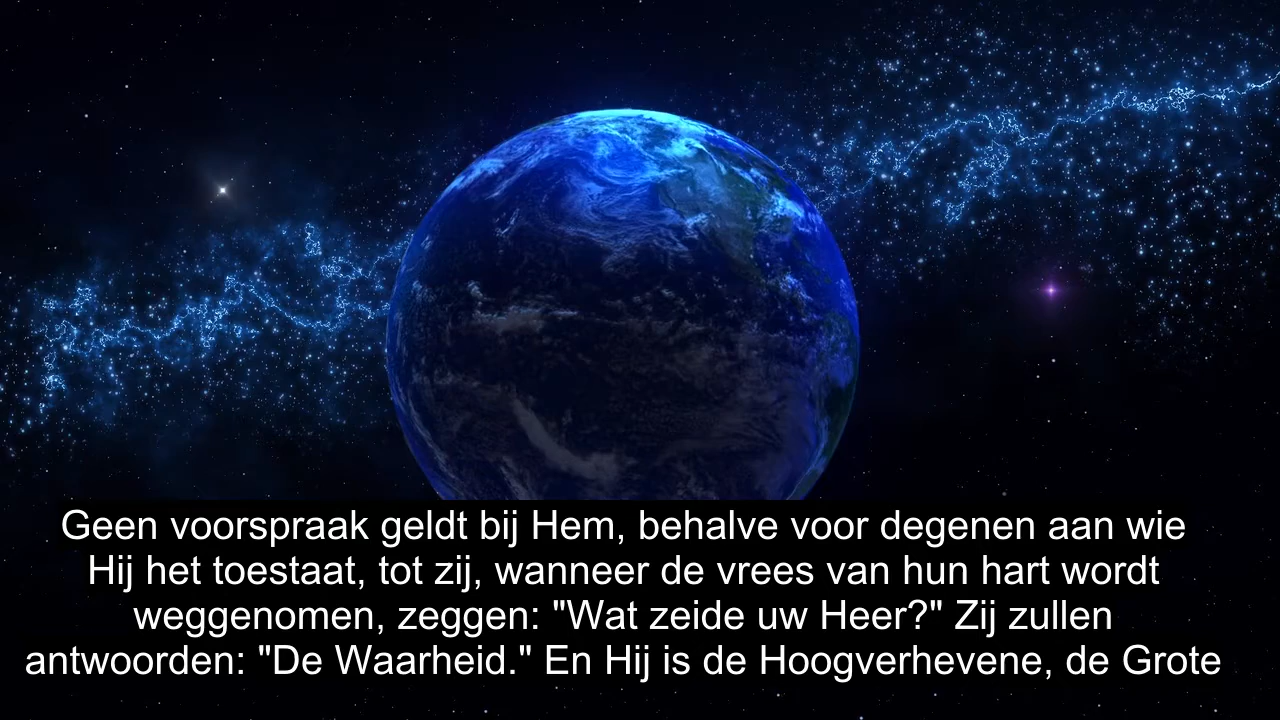 Geen voorspraak geldt bij Hem, behalve voor degenen aan wie
Hij het toestaat, tot zij, wanneer de vrees van hun hart wordt
weggenomen, zeggen: "Wat zeide uw Heer?" Zij zullen
antwoorden: "De Waarheid." En Hij is de Hoogverhevene, de Grote